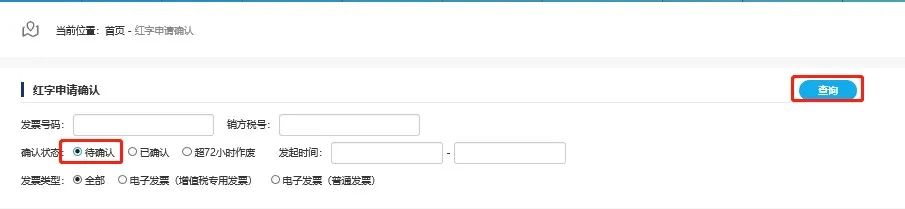 当前位置：首页 - 红字申请确认
红字申请确认 查询
发票号码： 销方税号：
确认状态： 待确认 已确认 超72小时作废 发起时间： -
发票类型： 全部 电子发票（增值税专用发票） 电子发票（普通发票）